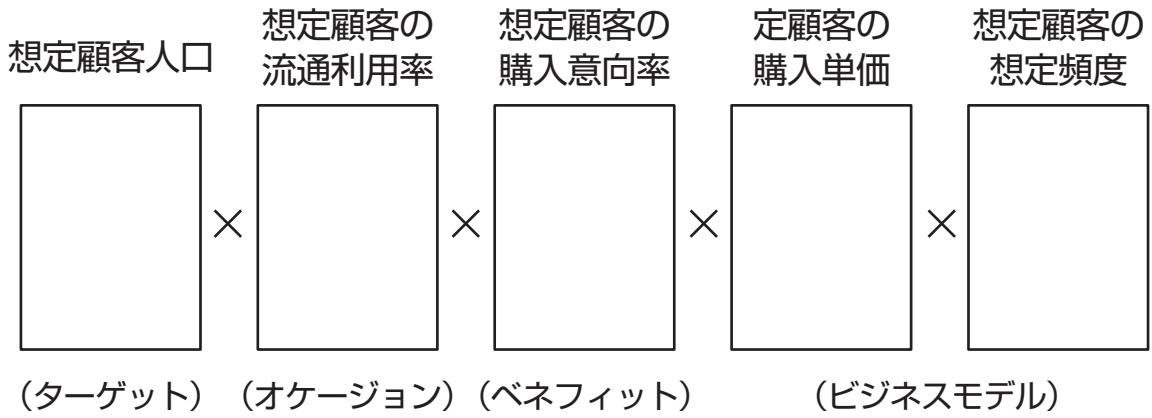 想定顧客人口
想定顧客の
流通利用率
想定顧客の
購入意向率
定顧客の
購入単価
想定顧客の
想定頻度
× × × ×
（ターゲット）（オケージョン）（ベネフィット）（ビジネスモデル）